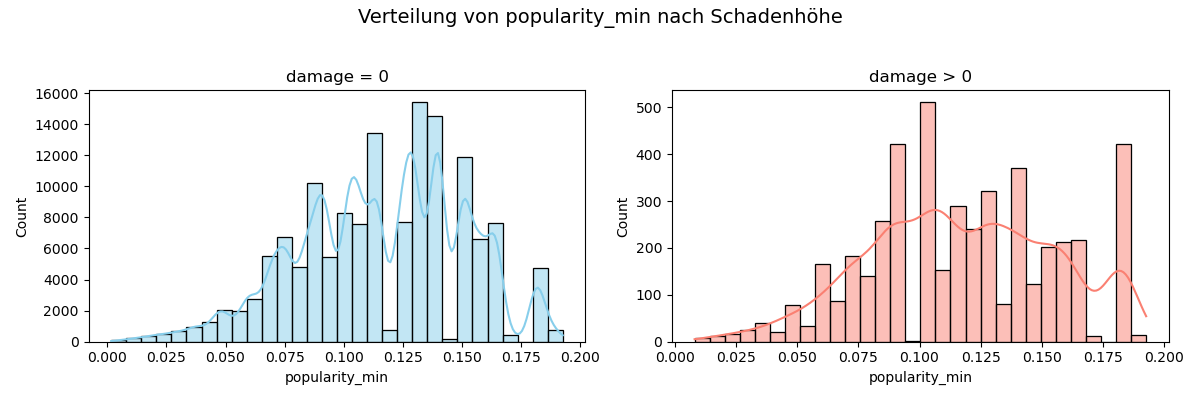 Verteilung von popularity_min nach Schadenhöhe
damage = 0
Count
16000
14000
12000
10000
8000
6000
4000
2000
0
0.000 0.025 0.050 0.075 0.100 0.125 0.150 0.175 0.200
popularity_min
damage > 0
Count
500
400
300
200
100
0
0.000 0.025 0.050 0.075 0.100 0.125 0.150 0.175 0.200
popularity_min